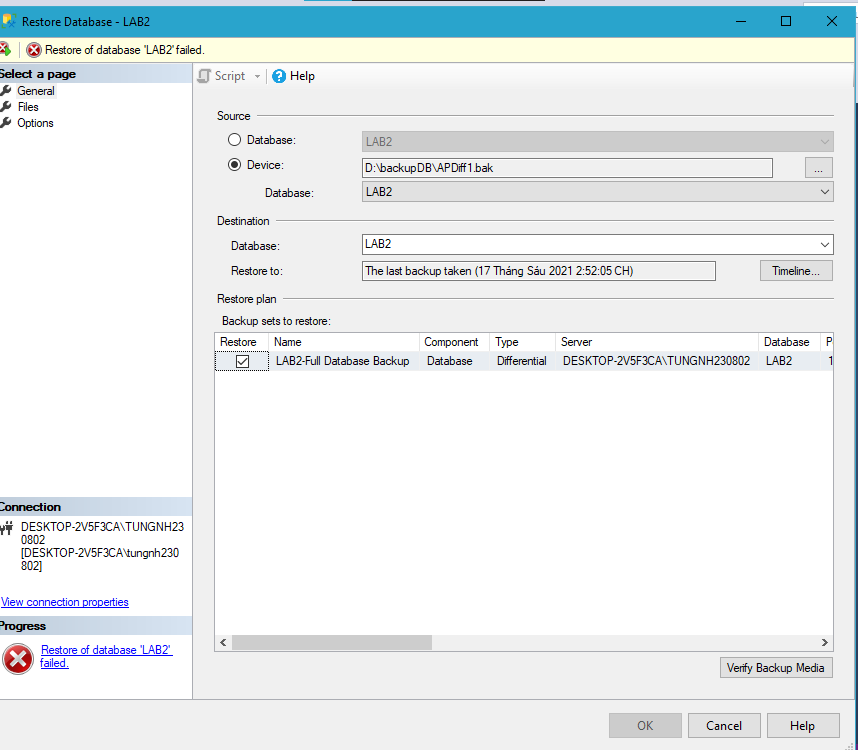 Restore Database - LAB2
Restore of database 'LAB2' failed.
Select a page
General
Files
Options
Script
Help
Source
Database:
LAB2
Device:
D:\backupDB\APDiff1.bak
...
Database:
LAB2
Destination
Database:
LAB2
Restore to:
The last backup taken (17 Tháng Sáu 2021 2:52:05 CH)
Timeline...
Restore plan
Backup sets to restore:
Restore Name Component Type Server Database P
LAB2-Full Database Backup Database Differential DESKTOP-2V5F3CA\TUNGNH230802 LAB2 1
Connection
DESKTOP-2V5F3CA\TUNGNH23
0802
[DESKTOP-2V5F3CA\tungnh230
802]
View connection properties
Progress
Restore of database 'LAB2'
failed.
Verify Backup Media
OK
Cancel
Help